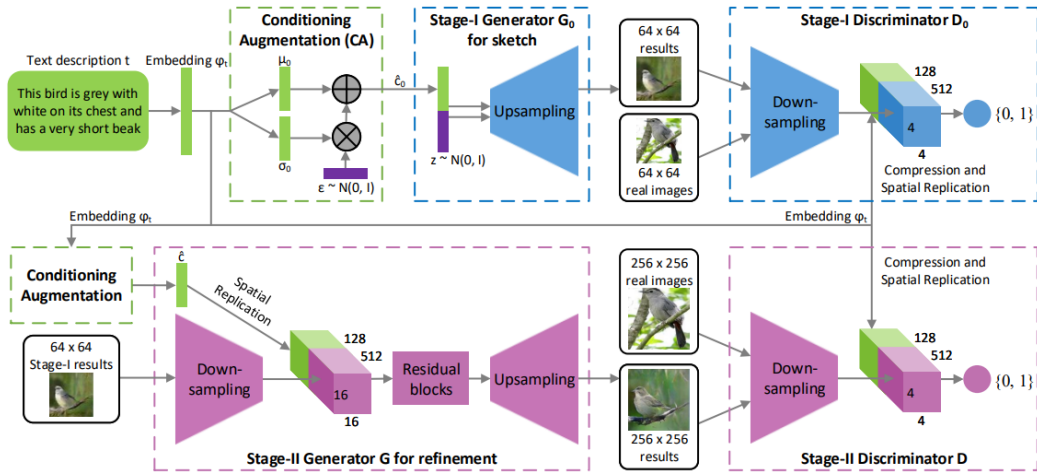 Text description t
This bird is grey with
white on its chest and
has a very short beak
Embedding φt
Conditioning
Augmentation (CA)
μ0
σ0
ε ~ N(0, I)
ĉ0
Stage-I Generator G0
for sketch
Upsampling
z ~ N(0, I)
64 x 64
results
64 x 64
real images
Stage-I Discriminator D0
Down-
sampling
128
512
4
4
{0, 1}
Compression and
Spatial Replication
Embedding φt
Embedding φt
Conditioning
Augmentation
ĉ
Spatial
Replication
64 x 64
Stage-I results
Down-
sampling
128
512
16
16
Residual
blocks
Upsampling
Stage-II Generator G for refinement
256 x 256
real images
256 x 256
results
Compression and
Spatial Replication
Down-
sampling
128
512
4
4
{0, 1}
Stage-II Discriminator D